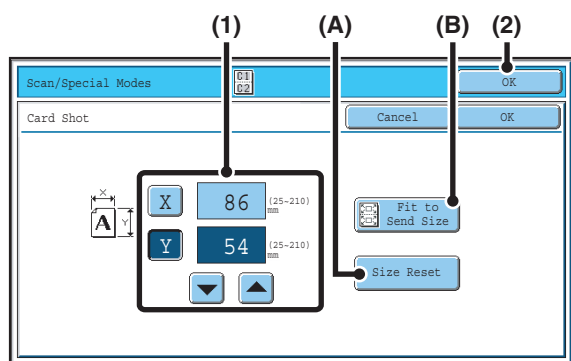 (1) (A) (B) (2)
Scan/Special Modes C1 C2 OK
Card Shot Cancel OK
X
X 86 (25~210) mm
A Y
Y 54 (25~210) mm
Fit to
Send Size
Size Reset